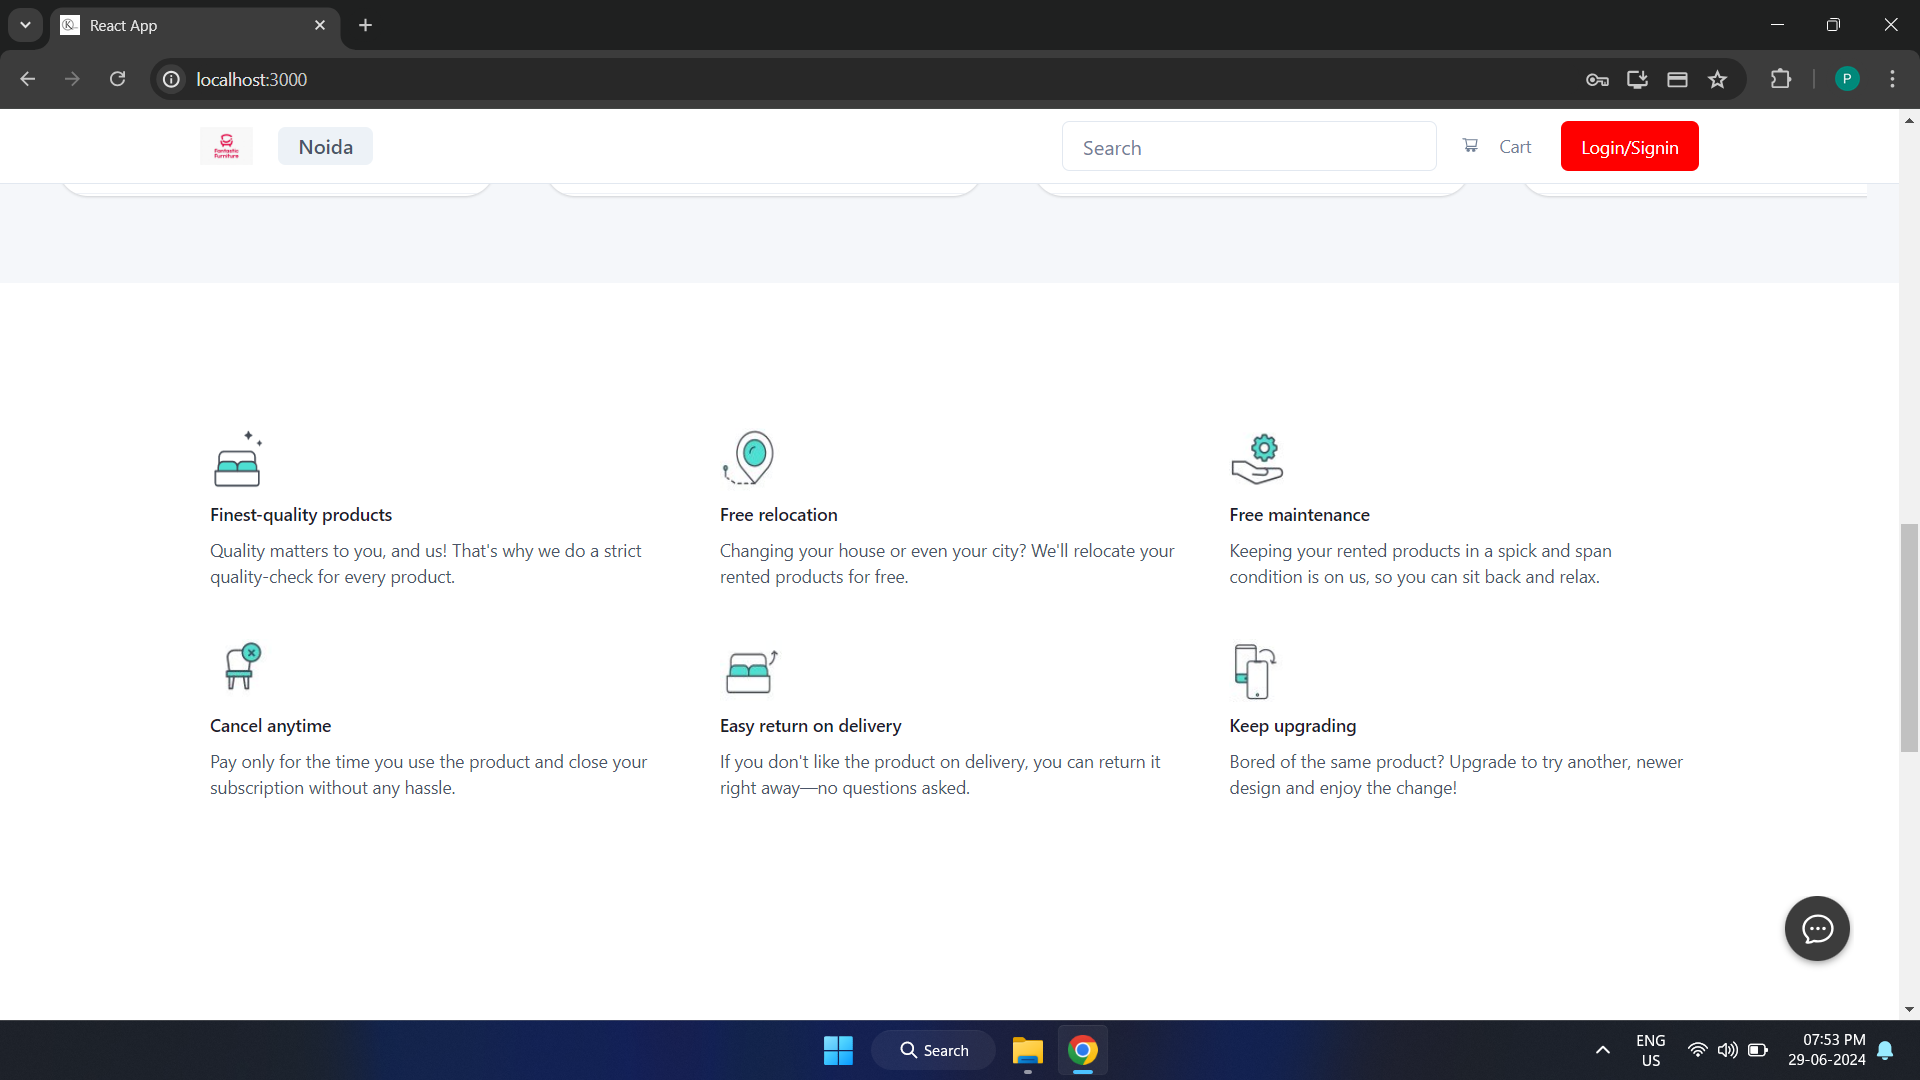 React App
localhost:3000
P
Fantastic
Furniture
Noida
Search
Cart
Login/Signin
Finest-quality products
Quality matters to you, and us! That's why we do a strict
quality-check for every product.
Free relocation
Changing your house or even your city? We'll relocate your
rented products for free.
Free maintenance
Keeping your rented products in a spick and span
condition is on us, so you can sit back and relax.
Cancel anytime
Pay only for the time you use the product and close your
subscription without any hassle.
Easy return on delivery
If you don't like the product on delivery, you can return it
right away—no questions asked.
Keep upgrading
Bored of the same product? Upgrade to try another, newer
design and enjoy the change!
Search
ENG
US
07:53 PM
29-06-2024